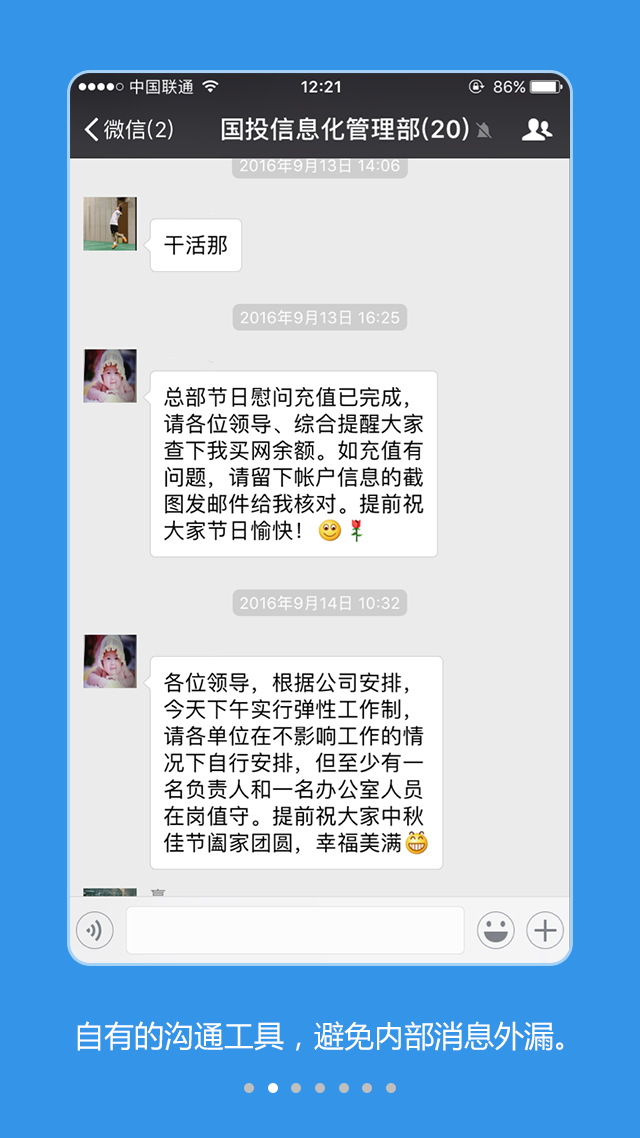 中国联通 12:21 86%
微信(2) 国投信息化管理部(20)
2016年9月13日 14:06
干活那
2016年9月13日 16:25
总部节日慰问充值已完成，
请各位领导、综合提醒大家
查下我买网余额。如充值有
问题，请留下帐户信息的截
图发邮件给我核对。提前祝
大家节日愉快！
2016年9月14日 10:32
各位领导，根据公司安排，
今天下午实行弹性工作制，
请各单位在不影响工作的情
况下自行安排，但至少有一
名负责人和一名办公室人员
在岗值守。提前祝大家中秋
佳节阖家团圆，幸福美满
自有的沟通工具，避免内部消息外漏。